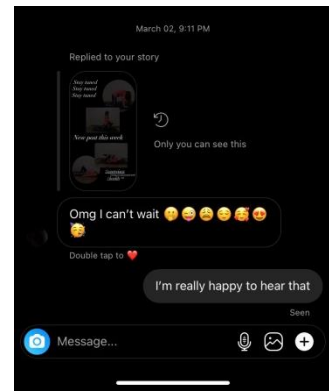 March 02, 9:11 PM
Replied to your story
Stay tuned
Stay tuned
Stay tuned
New post this week
Only you can see this
Omg I can't wait 🤫😜😩😌🥰😍
🥳
Double tap to ❤️
I'm really happy to hear that
Seen
Message...